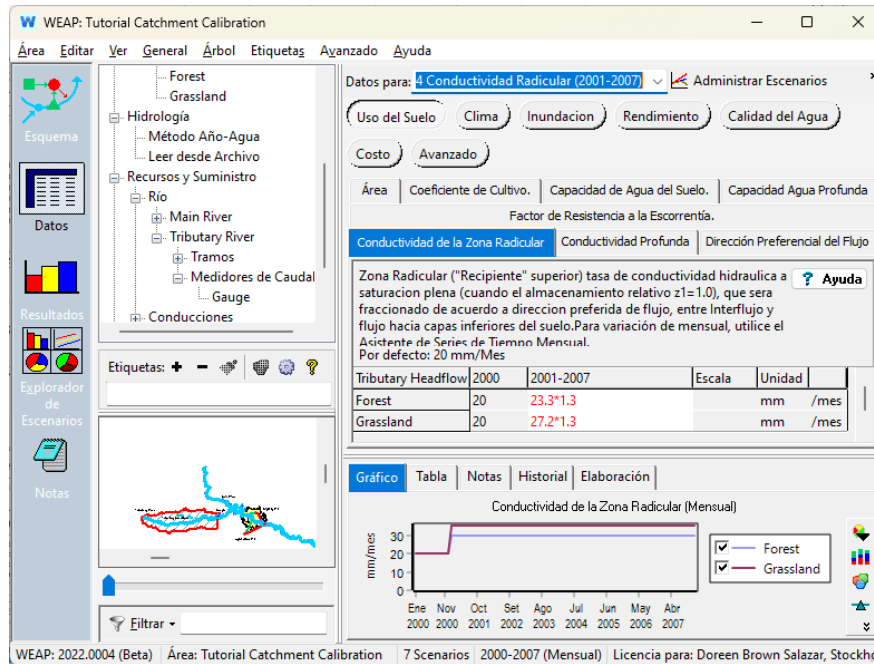 WEAP: Tutorial Catchment Calibration
Área Editar Ver General Árbol Etiquetas Avanzado Ayuda
Esquema
Datos
Resultados
Explorador
de
Escenarios
Notas
Forest
Grassland
Hidrología
Método Año-Agua
Leer desde Archivo
Recursos y Suministro
Río
Main River
Tributary River
Tramos
Medidores de Caudal
Gauge
Conducciones
Etiquetas:
Filtrar
Datos para: 4 Conductividad Radicular (2001-2007) Administrar Escenarios
Uso del Suelo Clima Inundacion Rendimiento Calidad del Agua
Costo Avanzado
Área Coeficiente de Cultivo. Capacidad de Agua del Suelo. Capacidad Agua Profunda
Factor de Resistencia a la Escorrentía.
Conductividad de la Zona Radicular Conductividad Profunda Dirección Preferencial del Flujo
Zona Radicular ("Recipiente" superior) tasa de conductividad hidraulica a
saturacion plena (cuando el almacenamiento relativo z1=1.0), que sera
fraccionado de acuerdo a direccion preferida de flujo, entre Interflujo y
flujo hacia capas inferiores del suelo.Para variación de mensual, utilice el
Asistente de Series de Tiempo Mensual.
? Ayuda
Por defecto: 20 mm/Mes
Tributary Headflow 2000 2001-2007 Escala Unidad
Forest 20 23.3*1.3 mm /mes
Grassland 20 27.2*1.3 mm /mes
Gráfico Tabla Notas Historial Elaboración
Conductividad de la Zona Radicular (Mensual)
mm/mes
30
20
10
0
Ene Nov Oct Set Ago Jul Jun May Abr
2000 2000 2001 2002 2003 2004 2005 2006 2007
Forest
Grassland
WEAP: 2022.0004 (Beta) Área: Tutorial Catchment Calibration 7 Scenarios 2000-2007 (Mensual) Licencia para: Doreen Brown Salazar, Stockho